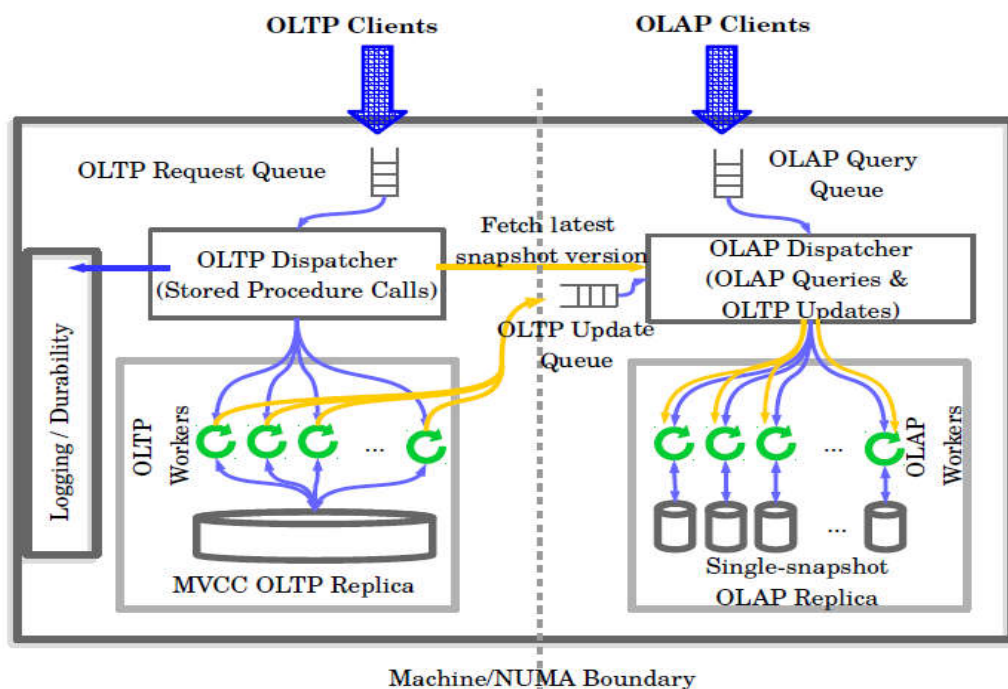 OLTP Clients
OLAP Clients
OLTP Request Queue
OLAP Query
Queue
Fetch latest
snapshot version
OLTP Dispatcher
(Stored Procedure Calls)
OLAP Dispatcher
(OLAP Queries &
OLTP Updates)
OLTP Update
Queue
Logging / Durability
OLTP
Workers
...
...
OLAP
Workers
...
MVCC OLTP Replica
Single-snapshot
OLAP Replica
Machine/NUMA Boundary